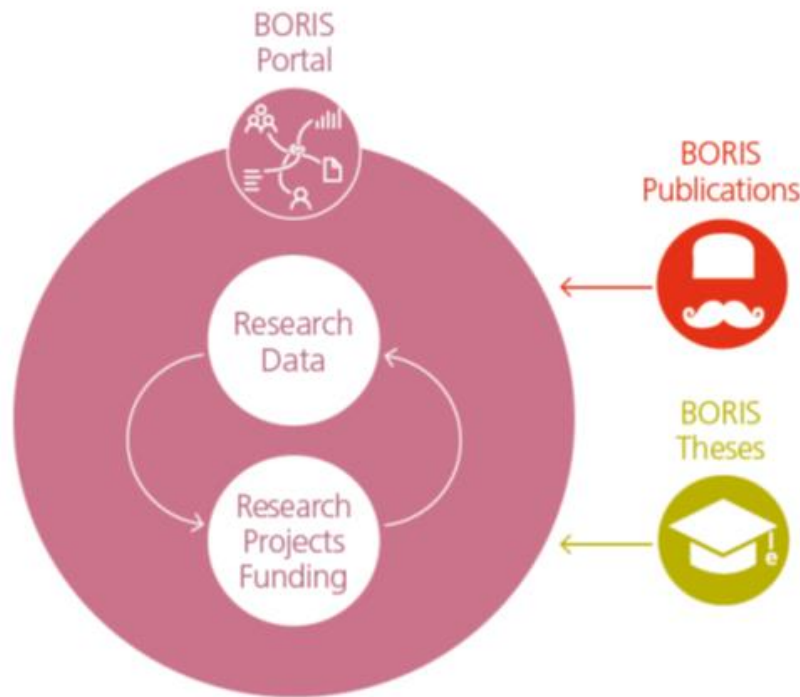 BORIS
Portal
BORIS
Publications
Research
Data
BORIS
Theses
Research
Projects
Funding